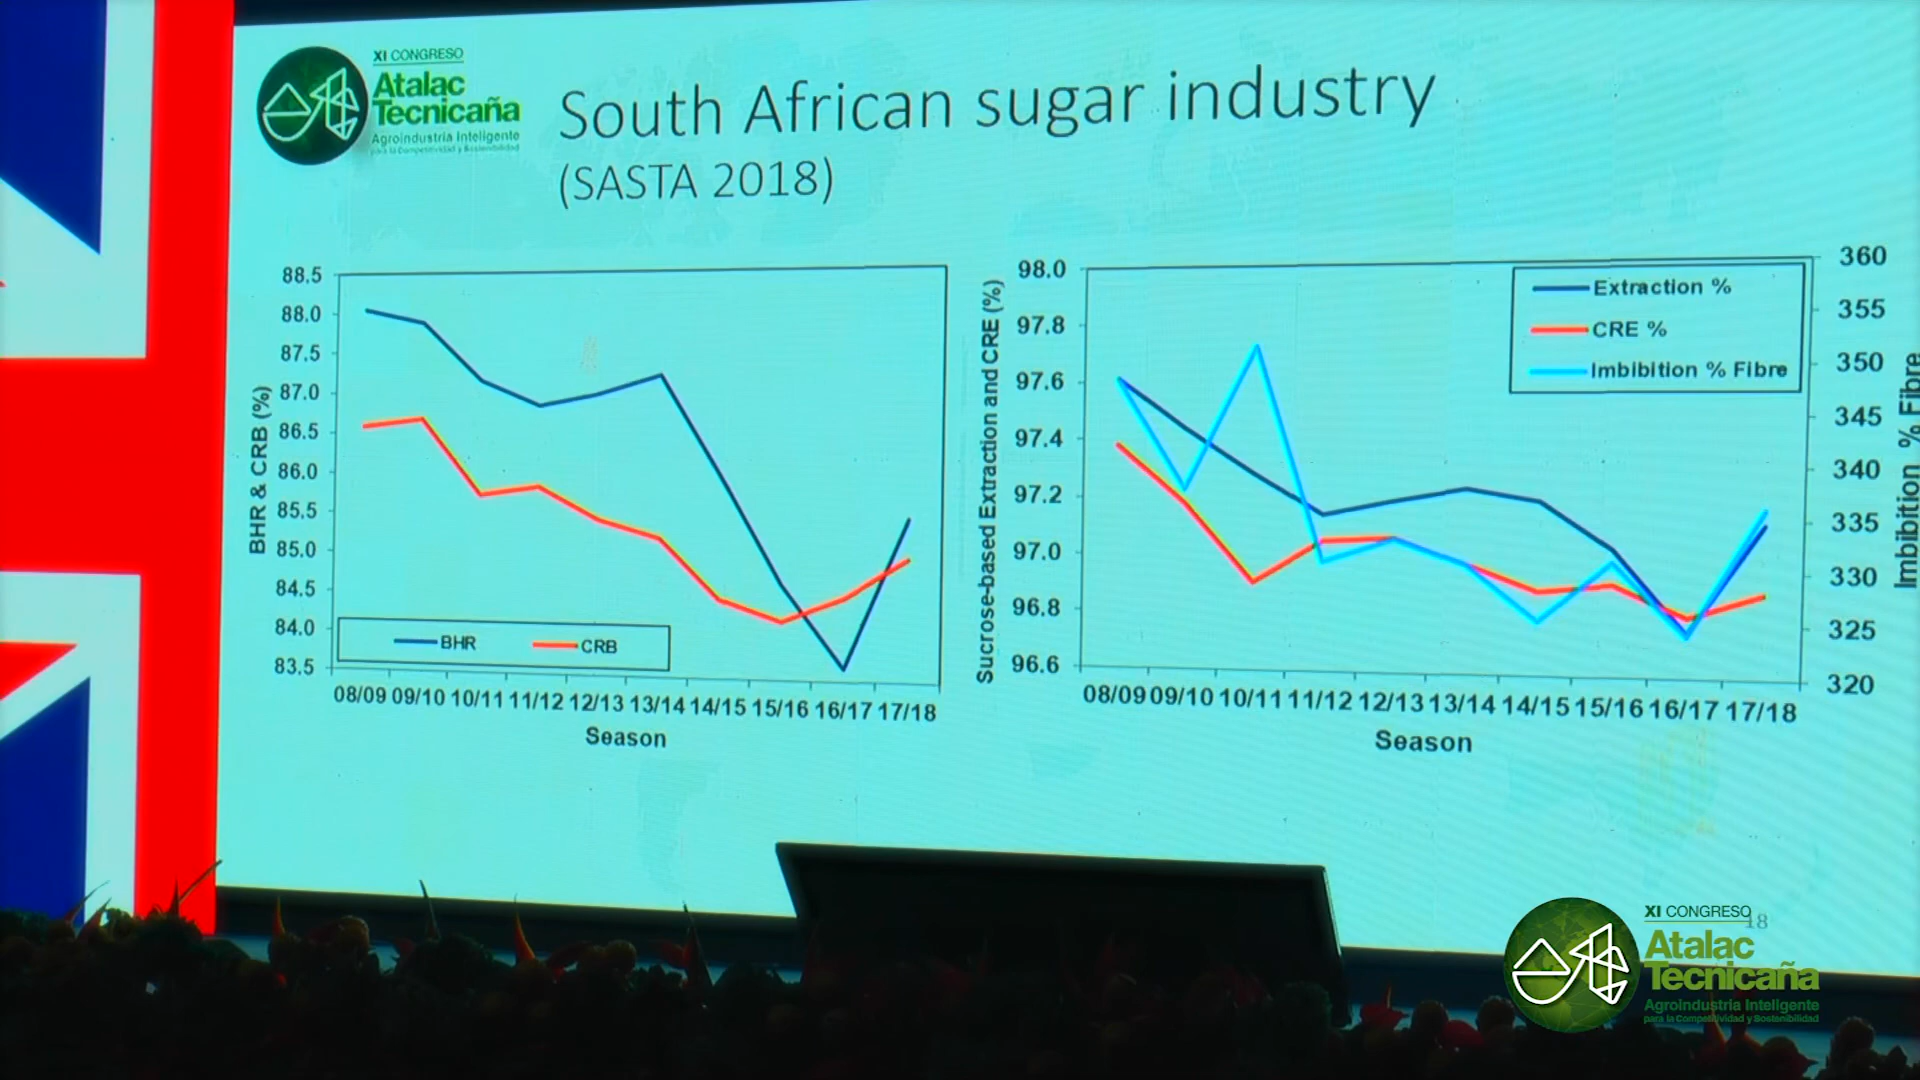 XI CONGRESO
Atalac
Tecnicaña
Agroindustria Inteligente
para la Competitividad y Sostenibilidad
South African sugar industry
(SASTA 2018)
88.5
88.0
87.5
87.0
86.5
86.0
85.5
85.0
84.5
84.0
83.5
BHR & CRB (%)
BHR
CRB
08/09 09/10 10/11 11/12 12/13 13/14 14/15 15/16 16/17 17/18
Season
98.0
97.8
97.6
97.4
97.2
97.0
96.8
96.6
Sucrose-based Extraction and CRE (%)
Extraction %
CRE %
Imbibition % Fibre
360
355
350
345
340
335
330
325
320
Imbibition % Fibre
08/09 09/10 10/11 11/12 12/13 13/14 14/15 15/16 16/17 17/18
Season
18
XI CONGRESO
Atalac
Tecnicaña
Agroindustria Inteligente
para la Competitividad y Sostenibilidad